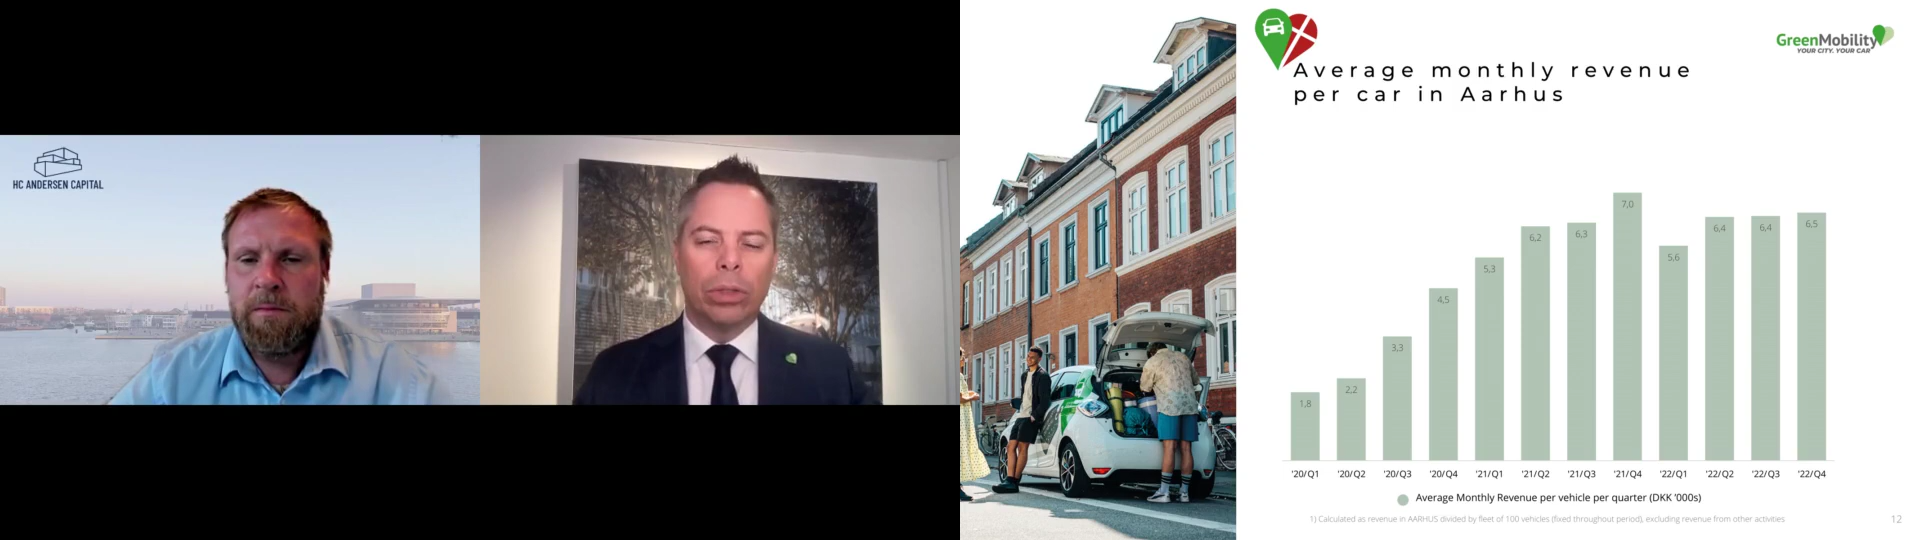 HC ANDERSEN CAPITAL
GreenMobility
YOUR CITY. YOUR CAR
Average monthly revenue
per car in Aarhus
1,8
2,2
3,3
4,5
5,3
6,2
6,3
7,0
5,6
6,4
6,4
6,5
'20/Q1
'20/Q2
'20/Q3
'20/Q4
'21/Q1
'21/Q2
'21/Q3
'21/Q4
'22/Q1
'22/Q2
'22/Q3
'22/Q4
Average Monthly Revenue per vehicle per quarter (DKK '000s)
1) Calculated as revenue in AARHUS divided by fleet of 100 vehicles (fixed throughout period), excluding revenue from other activities
12